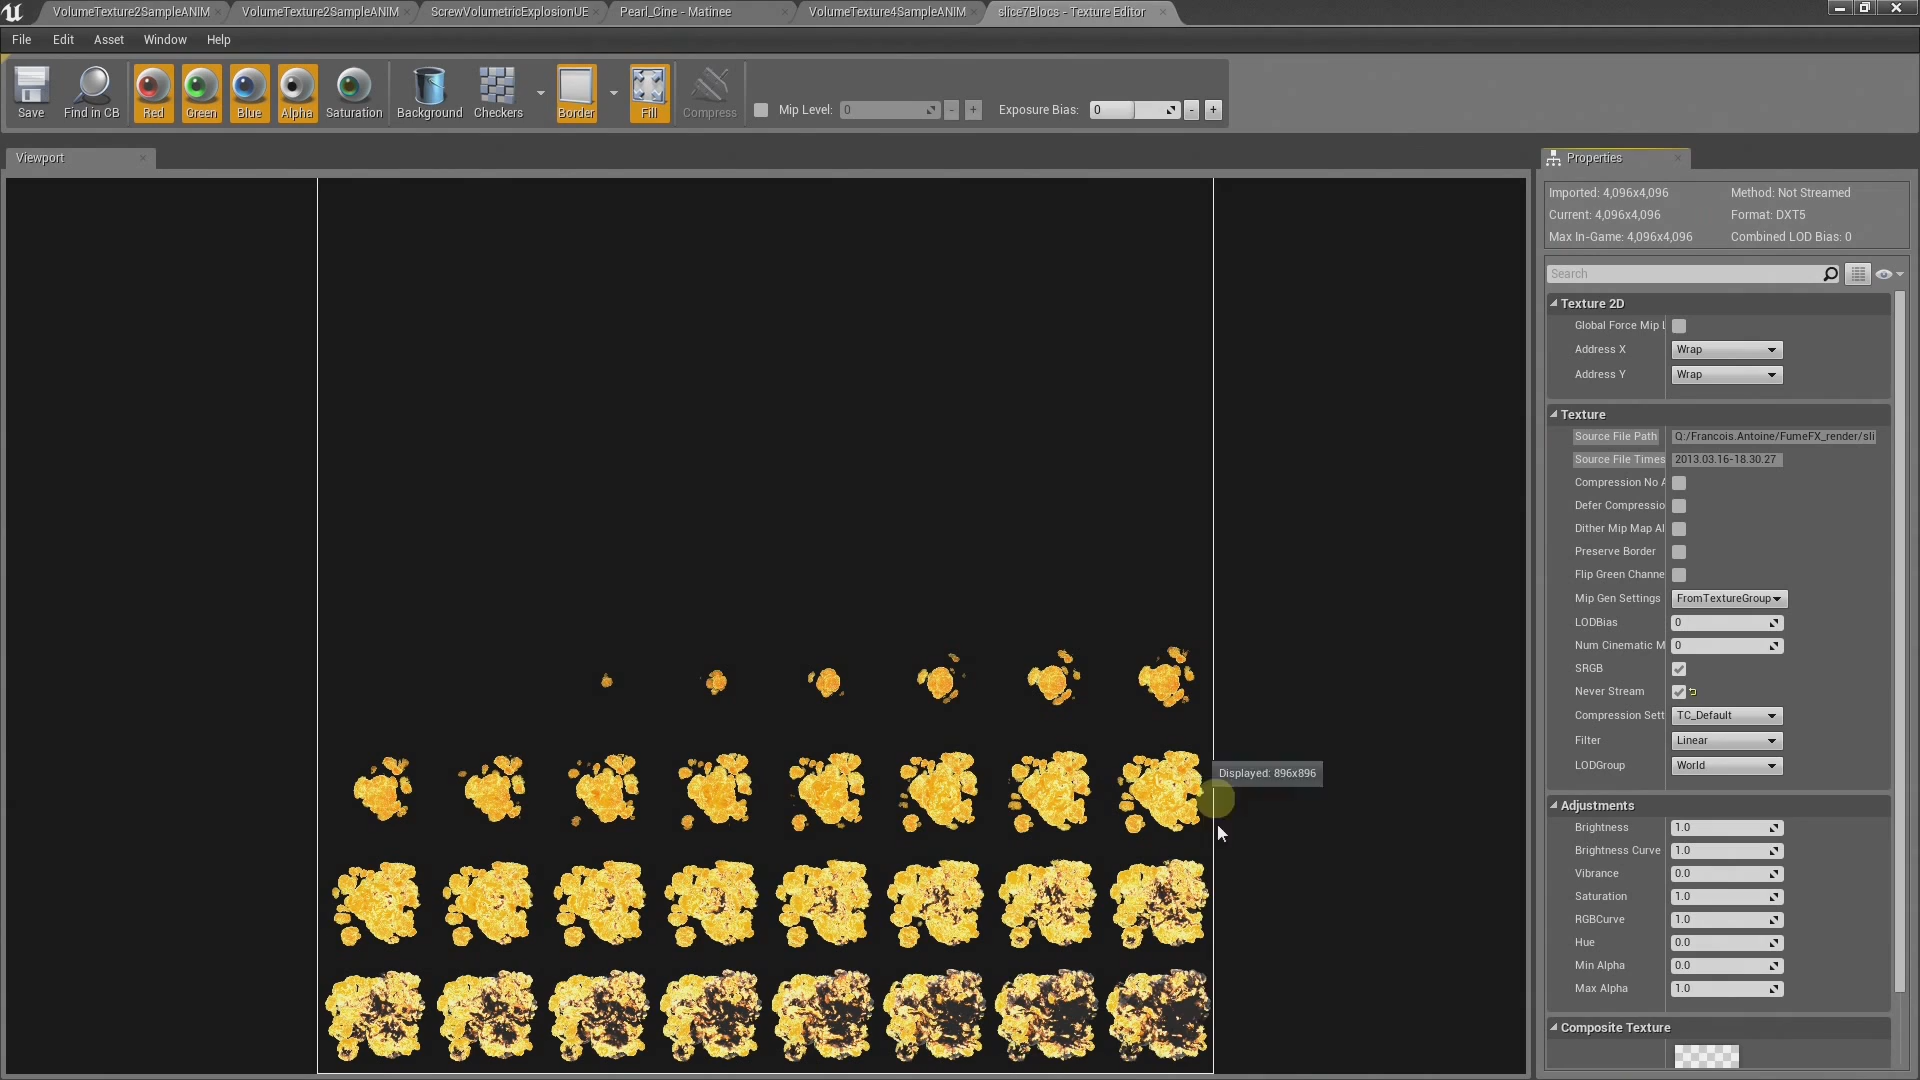 VolumeTexture2SampleANIM
VolumeTexture2SampleANIM
ScrewVolumetricExplosionUE
Pearl_Cine - Matinee
VolumeTexture4SampleANIM
slice7Blocs - Texture Editor
File Edit Asset Window Help
Save
Find in CB
Red
Green
Blue
Alpha
Saturation
Background
Checkers
Border
Fill
Compress
Mip Level: 0 - +
Exposure Bias: 0 - +
Viewport
Properties
Imported: 4,096x4,096 Method: Not Streamed
Current: 4,096x4,096 Format: DXT5
Max In-Game: 4,096x4,096 Combined LOD Bias: 0
Search
Texture 2D
Global Force Mip L
Address X Wrap
Address Y Wrap
Texture
Source File Path Q:/Francois.Antoine/FumeFX_render/sli
Source File Times 2013.03.16-18.30.27
Compression No A
Defer Compressio
Dither Mip Map Al
Preserve Border
Flip Green Channe
Mip Gen Settings FromTextureGroup
LODBias 0
Num Cinematic M 0
SRGB
Never Stream
Compression Sett TC_Default
Filter Linear
LODGroup World
Displayed: 896x896
Adjustments
Brightness 1.0
Brightness Curve 1.0
Vibrance 0.0
Saturation 1.0
RGBCurve 1.0
Hue 0.0
Min Alpha 0.0
Max Alpha 1.0
Composite Texture